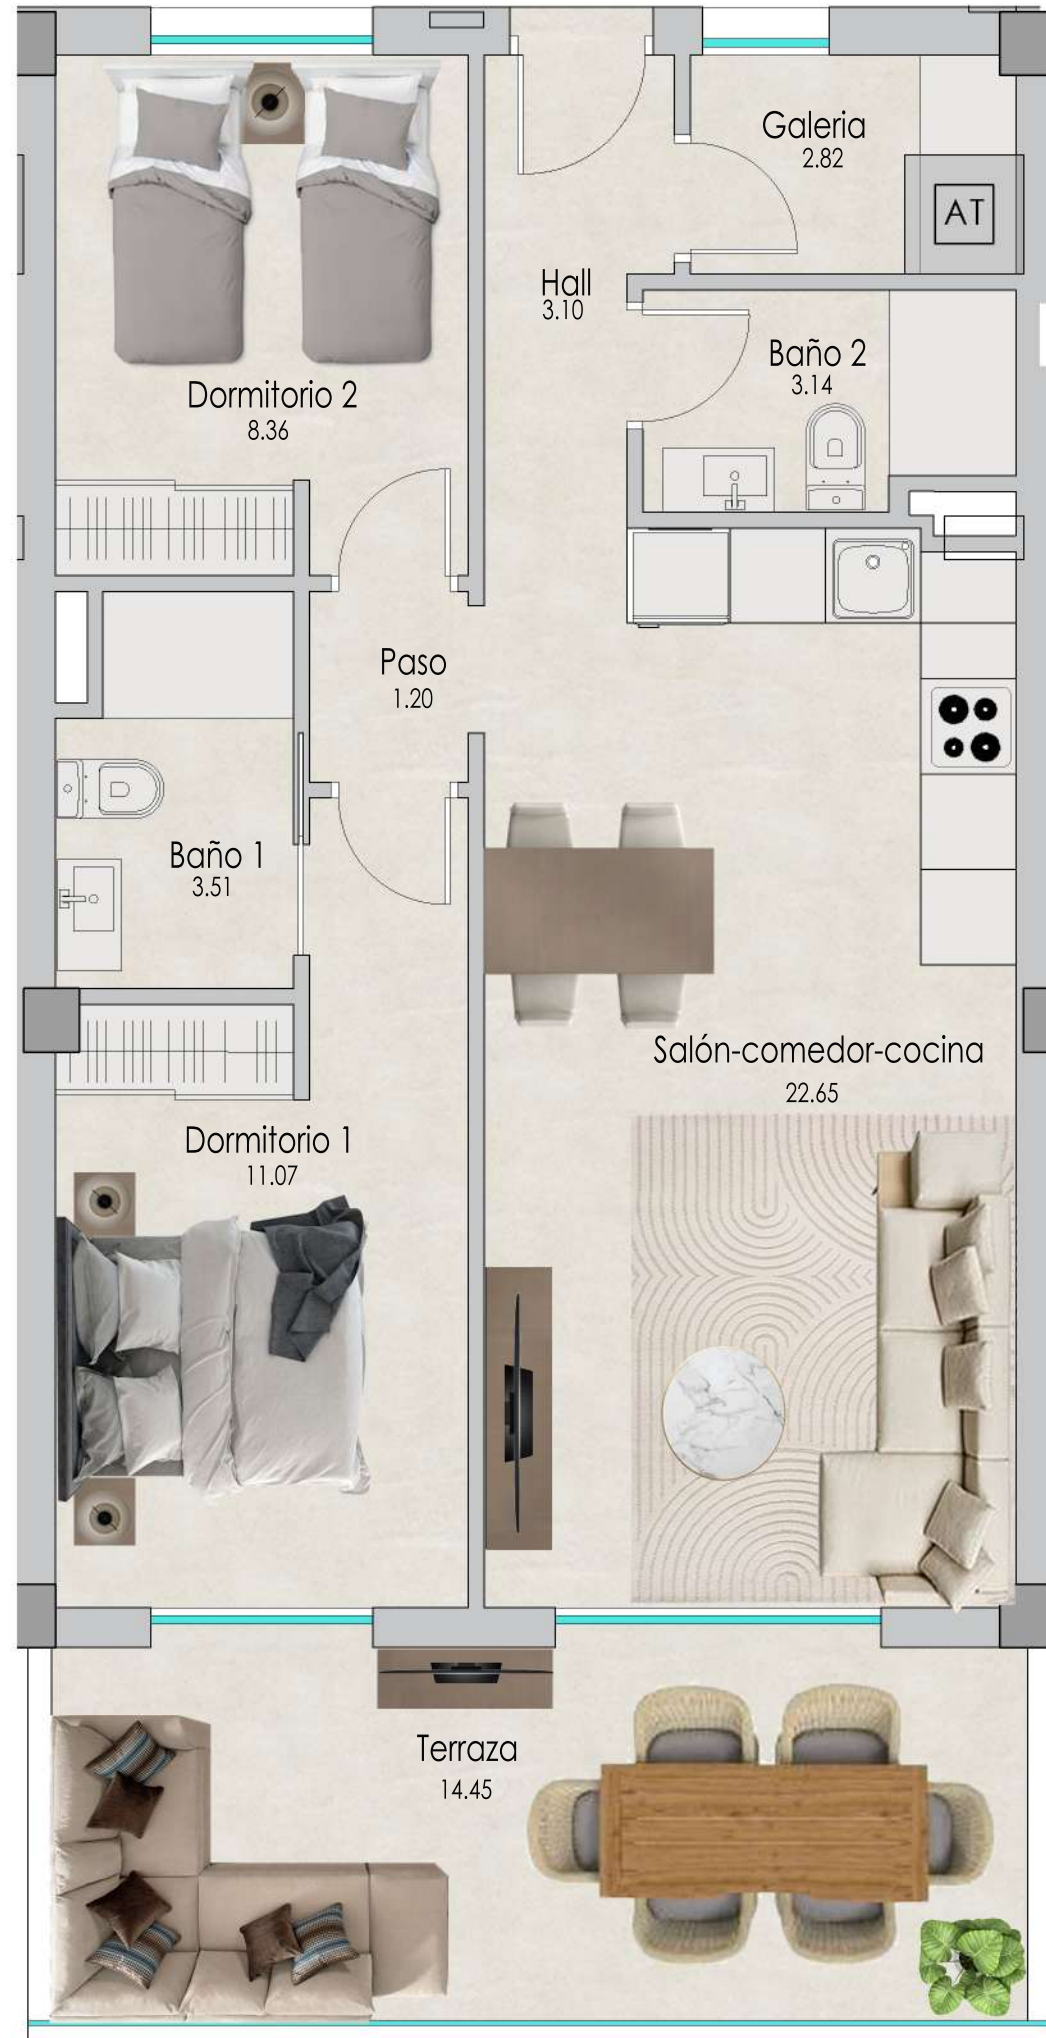 Galeria
2.82
AT
Hall
3.10
Baño 2
3.14
Dormitorio 2
8.36
Paso
1.20
Baño 1
3.51
Salón-comedor-cocina
22.65
Dormitorio 1
11.07
Terraza
14.45